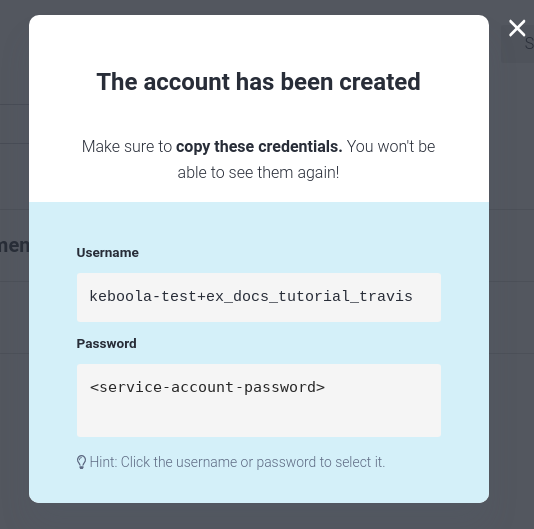 The account has been created
Make sure to copy these credentials. You won't be
able to see them again!
men
Username
keboola-test+ex_docs_tutorial_travis
Password
<service-account-password>
Hint: Click the username or password to select it.